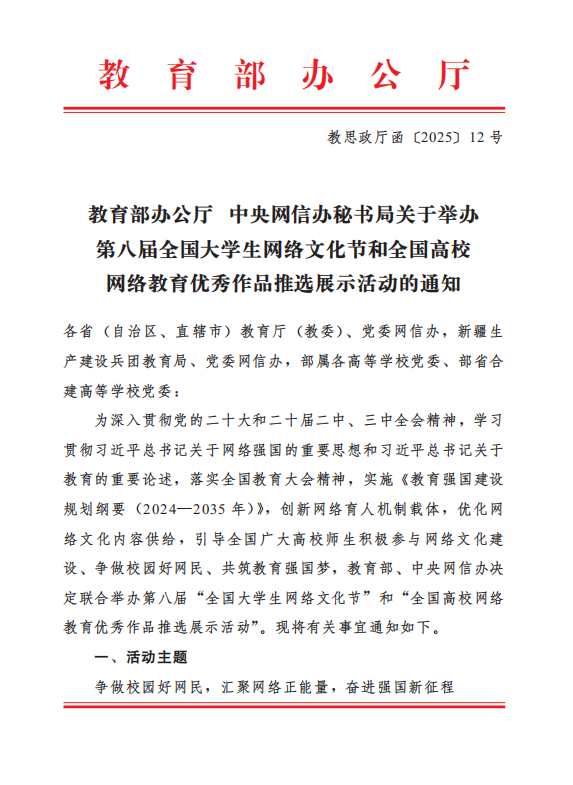 教育部办公厅
教思政厅函〔2025〕12号
教育部办公厅 中央网信办秘书局关于举办
第八届全国大学生网络文化节和全国高校
网络教育优秀作品推选展示活动的通知
各省（自治区、直辖市）教育厅（教委）、党委网信办，新疆生
产建设兵团教育局、党委网信办，部属各高等学校党委、部省合
建高等学校党委：
为深入贯彻党的二十大和二十届二中、三中全会精神，学习
贯彻习近平总书记关于网络强国的重要思想和习近平总书记关于
教育的重要论述，落实全国教育大会精神，实施《教育强国建设
规划纲要（2024—2035年）》，创新网络育人机制载体，优化网
络文化内容供给，引导全国广大高校师生积极参与网络文化建
设、争做校园好网民、共筑教育强国梦，教育部、中央网信办决
定联合举办第八届“全国大学生网络文化节”和“全国高校网络
教育优秀作品推选展示活动”。现将有关事宜通知如下。
一、活动主题
争做校园好网民，汇聚网络正能量，奋进强国新征程